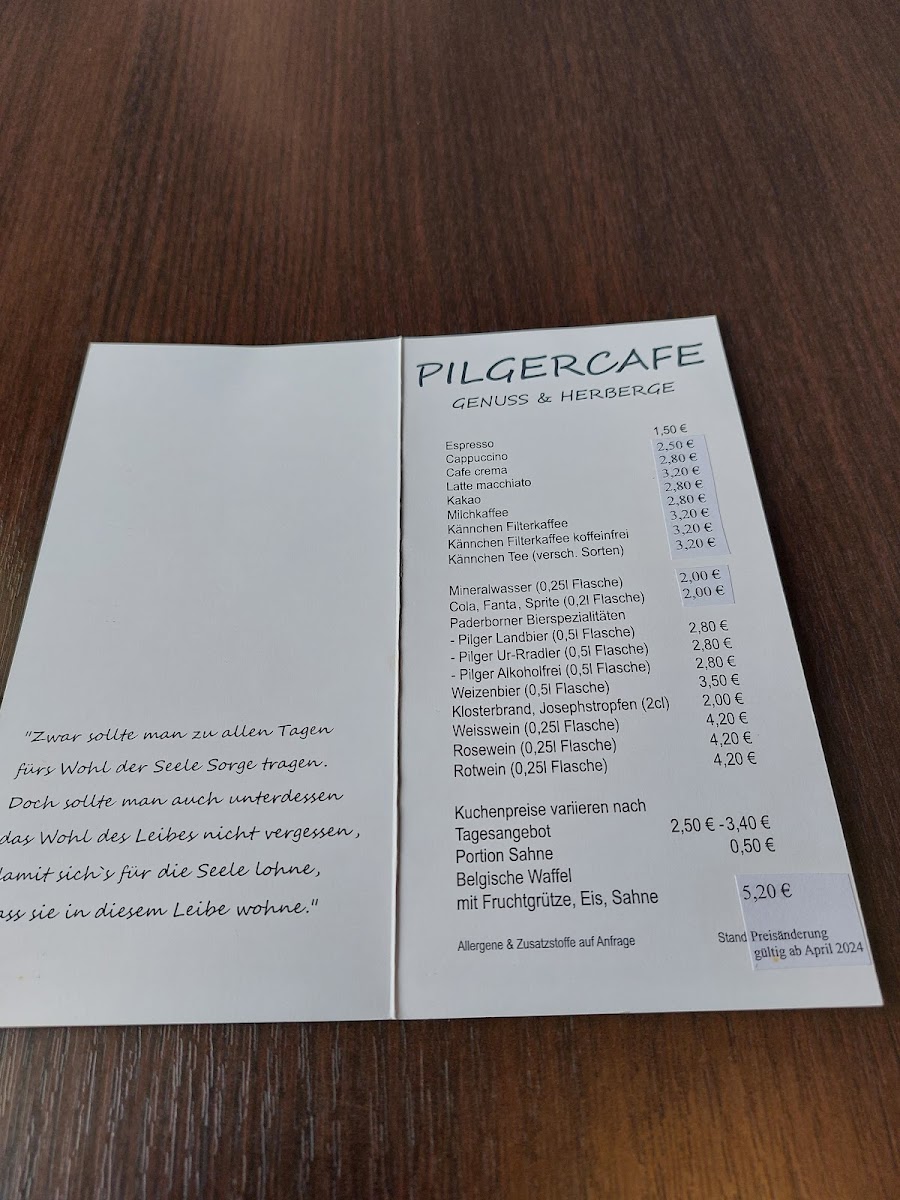 "Zwar sollte man zu allen Tagen
fürs Wohl der Seele Sorge tragen.
Doch sollte man auch unterdessen
das Wohl des Leibes nicht vergessen,
damit sich`s für die Seele lohne,
dass sie in diesem Leibe wohne."
PILGERCAFE
GENUSS & HERBERGE
Espresso 1,50 €
Cappuccino 2,50 €
Cafe crema 2,80 €
Latte macchiato 3,20 €
Kakao 2,80 €
Milchkaffee 2,80 €
Kännchen Filterkaffee 3,20 €
Kännchen Filterkaffee koffeinfrei 3,20 €
Kännchen Tee (versch. Sorten) 3,20 €
Mineralwasser (0,25l Flasche) 2,00 €
Cola, Fanta, Sprite (0,2l Flasche) 2,00 €
Paderborner Bierspezialitäten
- Pilger Landbier (0,5l Flasche) 2,80 €
- Pilger Ur-Rradler (0,5l Flasche) 2,80 €
- Pilger Alkoholfrei (0,5l Flasche) 2,80 €
Weizenbier (0,5l Flasche) 3,50 €
Klosterbrand, Josephstropfen (2cl) 2,00 €
Weisswein (0,25l Flasche) 4,20 €
Rosewein (0,25l Flasche) 4,20 €
Rotwein (0,25l Flasche) 4,20 €
Kuchenpreise variieren nach
Tagesangebot 2,50 € -3,40 €
Portion Sahne 0,50 €
Belgische Waffel
mit Fruchtgrütze, Eis, Sahne 5,20 €
Allergene & Zusatzstoffe auf Anfrage Stand Preisänderung
gültig ab April 2024